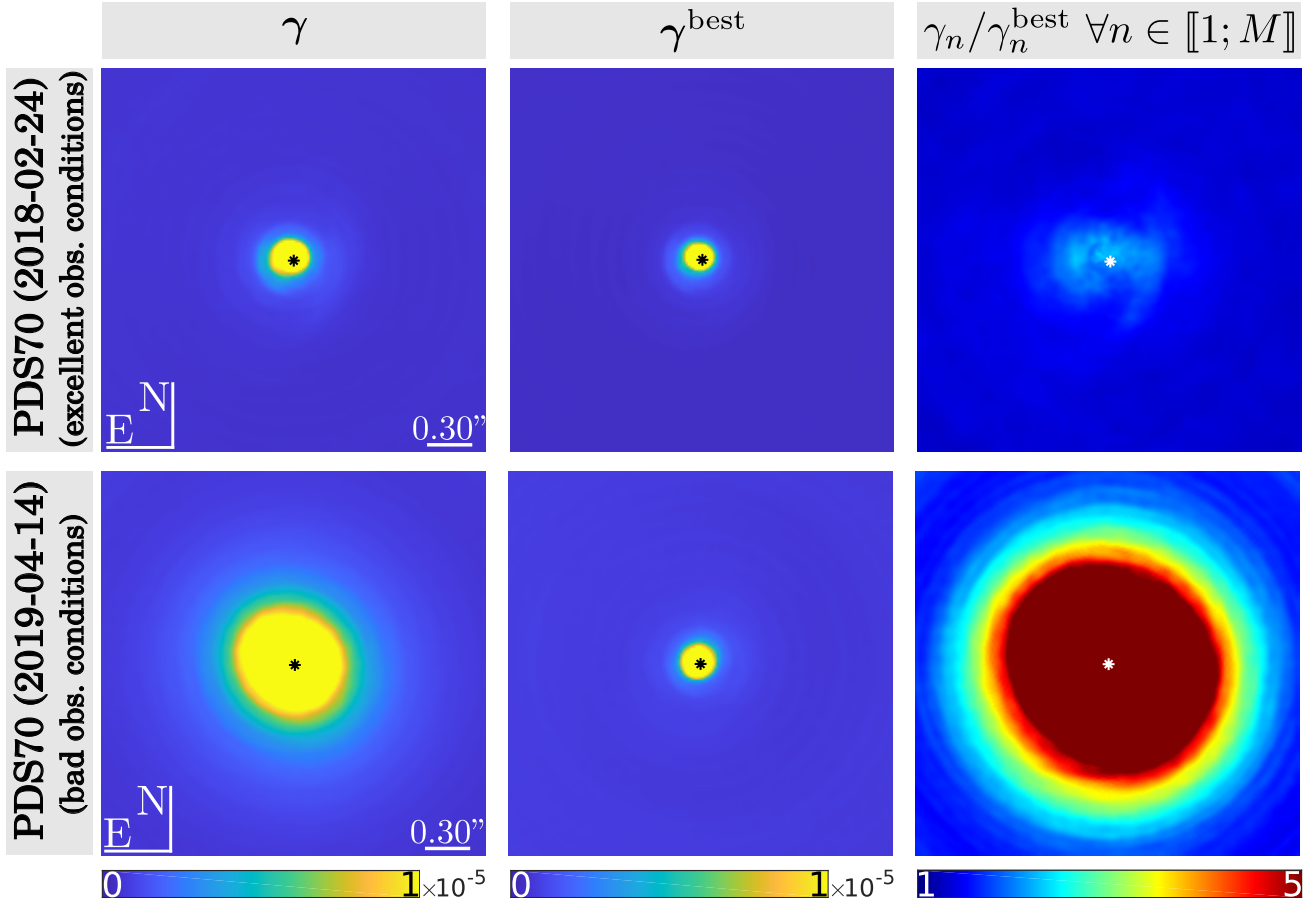 γ
γ^best
γ_n/γ_n^best ∀n ∈ ⟦1; M⟧
PDS70 (2018-02-24)
(excellent obs. conditions)
N
E
0.30”
PDS70 (2019-04-14)
(bad obs. conditions)
N
E
0.30”
0 1 ×10^-5
0 1 ×10^-5
1 5